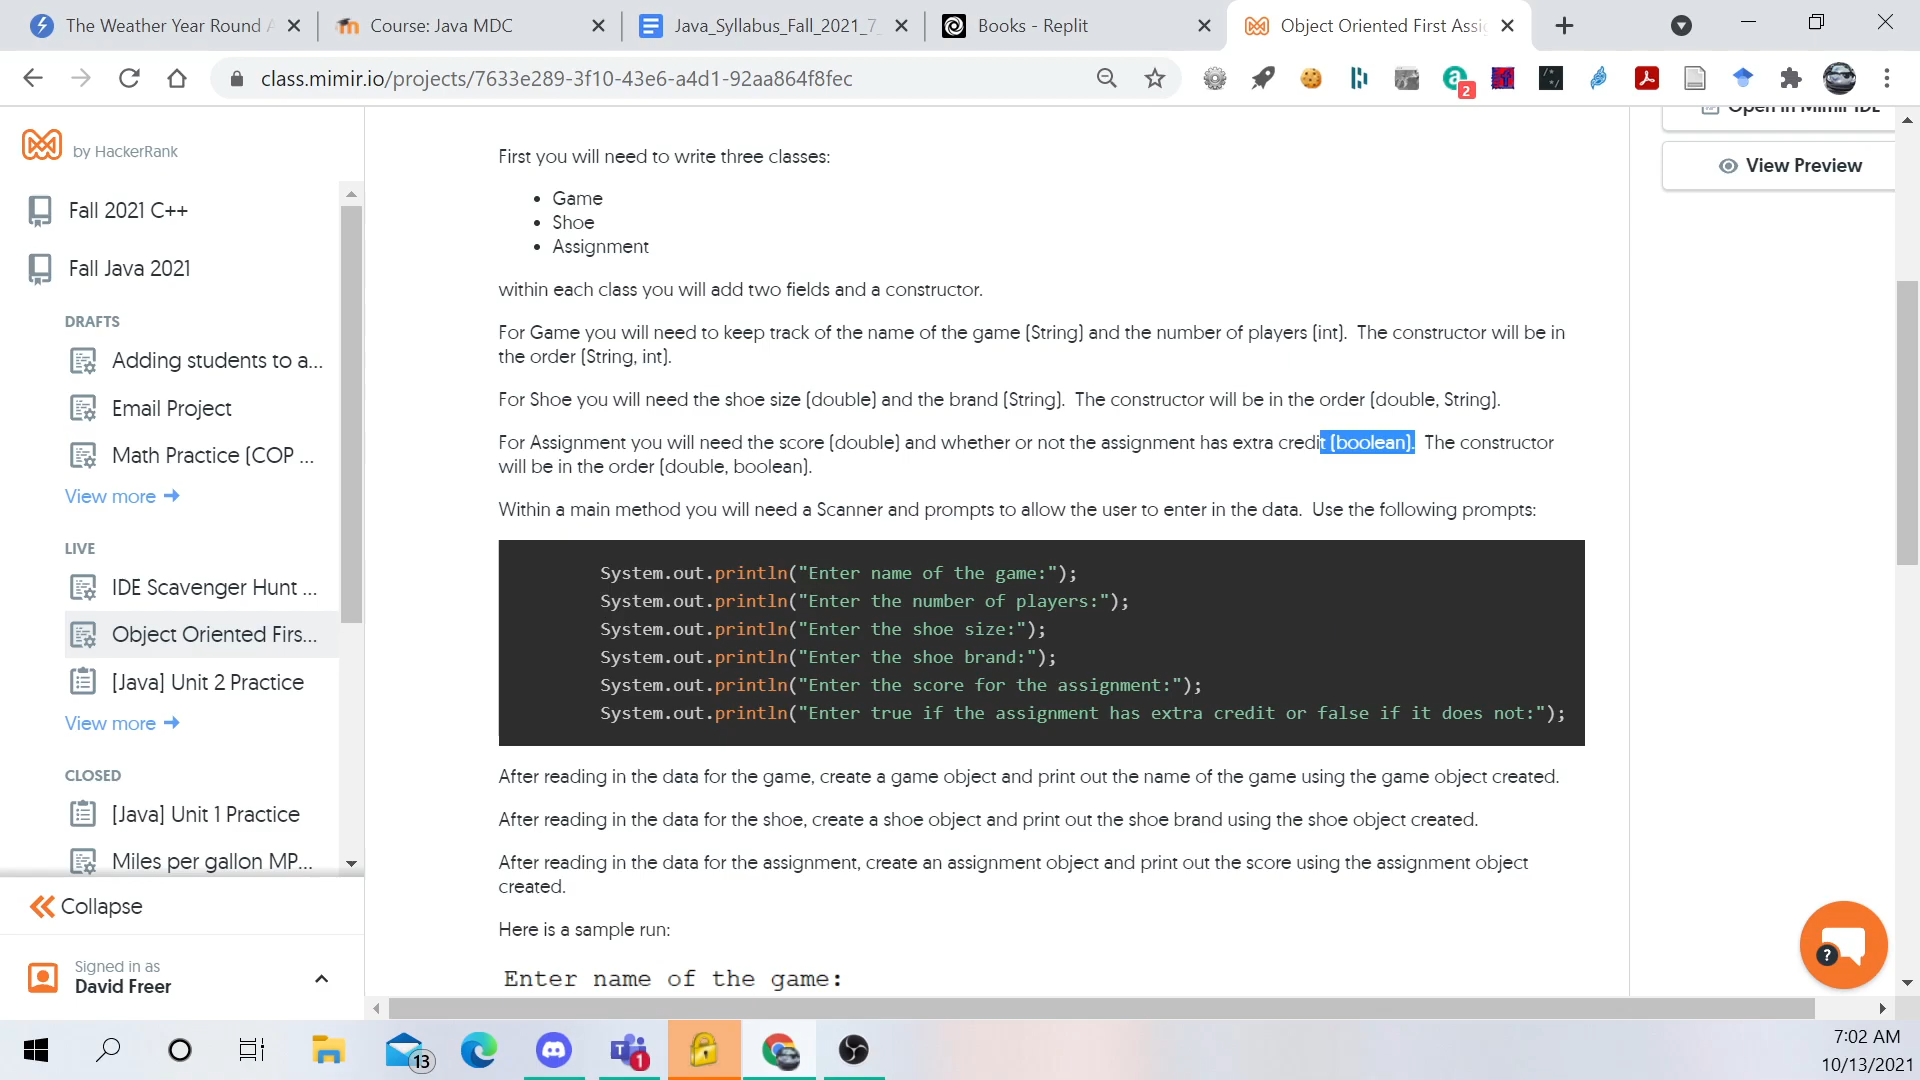 The Weather Year Round A
Course: Java MDC
Java_Syllabus_Fall_2021_7_
Books - Replit
Object Oriented First Assig
class.mimir.io/projects/7633e289-3f10-43e6-a4d1-92aa864f8fec
2
by HackerRank
Fall 2021 C++
Fall Java 2021
DRAFTS
Adding students to a...
Email Project
Math Practice (COP ...
View more
LIVE
IDE Scavenger Hunt ...
Object Oriented Firs...
[Java] Unit 2 Practice
View more
CLOSED
[Java] Unit 1 Practice
Miles per gallon MP...
Collapse
Signed in as
David Freer
Open in Mimir IDE
View Preview
First you will need to write three classes:
• Game
• Shoe
• Assignment
within each class you will add two fields and a constructor.
For Game you will need to keep track of the name of the game (String) and the number of players (int). The constructor will be in
the order (String, int).
For Shoe you will need the shoe size (double) and the brand (String). The constructor will be in the order (double, String).
For Assignment you will need the score (double) and whether or not the assignment has extra credit (boolean). The constructor
will be in the order (double, boolean).
Within a main method you will need a Scanner and prompts to allow the user to enter in the data. Use the following prompts:
System.out.println("Enter name of the game:");
System.out.println("Enter the number of players:");
System.out.println("Enter the shoe size:");
System.out.println("Enter the shoe brand:");
System.out.println("Enter the score for the assignment:");
System.out.println("Enter true if the assignment has extra credit or false if it does not:");
After reading in the data for the game, create a game object and print out the name of the game using the game object created.
After reading in the data for the shoe, create a shoe object and print out the shoe brand using the shoe object created.
After reading in the data for the assignment, create an assignment object and print out the score using the assignment object
created.
Here is a sample run:
Enter name of the game:
13
1
7:02 AM
10/13/2021